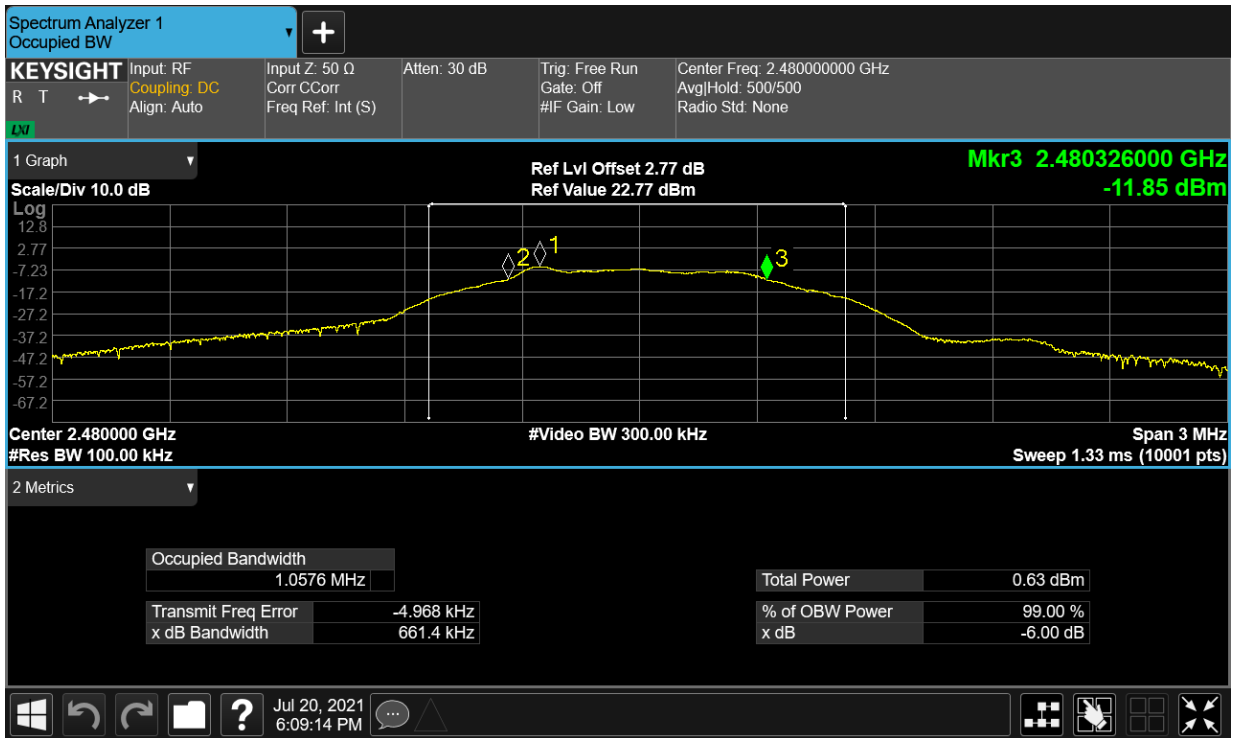 Spectrum Analyzer 1
Occupied BW
+
KEYSIGHT
R T
LXI
Input: RF
Coupling: DC
Align: Auto
Input Z: 50 Ω
Corr CCorr
Freq Ref: Int (S)
Atten: 30 dB
Trig: Free Run
Gate: Off
#IF Gain: Low
Center Freq: 2.480000000 GHz
Avg|Hold: 500/500
Radio Std: None
1 Graph
Scale/Div 10.0 dB
Ref Lvl Offset 2.77 dB
Ref Value 22.77 dBm
Mkr3 2.480326000 GHz
-11.85 dBm
Log
12.8
2.77
-7.23
-17.2
-27.2
-37.2
-47.2
-57.2
-67.2
2
1
3
Center 2.480000 GHz
#Video BW 300.00 kHz
Span 3 MHz
#Res BW 100.00 kHz
Sweep 1.33 ms (10001 pts)
2 Metrics
Occupied Bandwidth
1.0576 MHz
Transmit Freq Error -4.968 kHz
x dB Bandwidth 661.4 kHz
Total Power 0.63 dBm
% of OBW Power 99.00 %
x dB -6.00 dB
?
Jul 20, 2021
6:09:14 PM